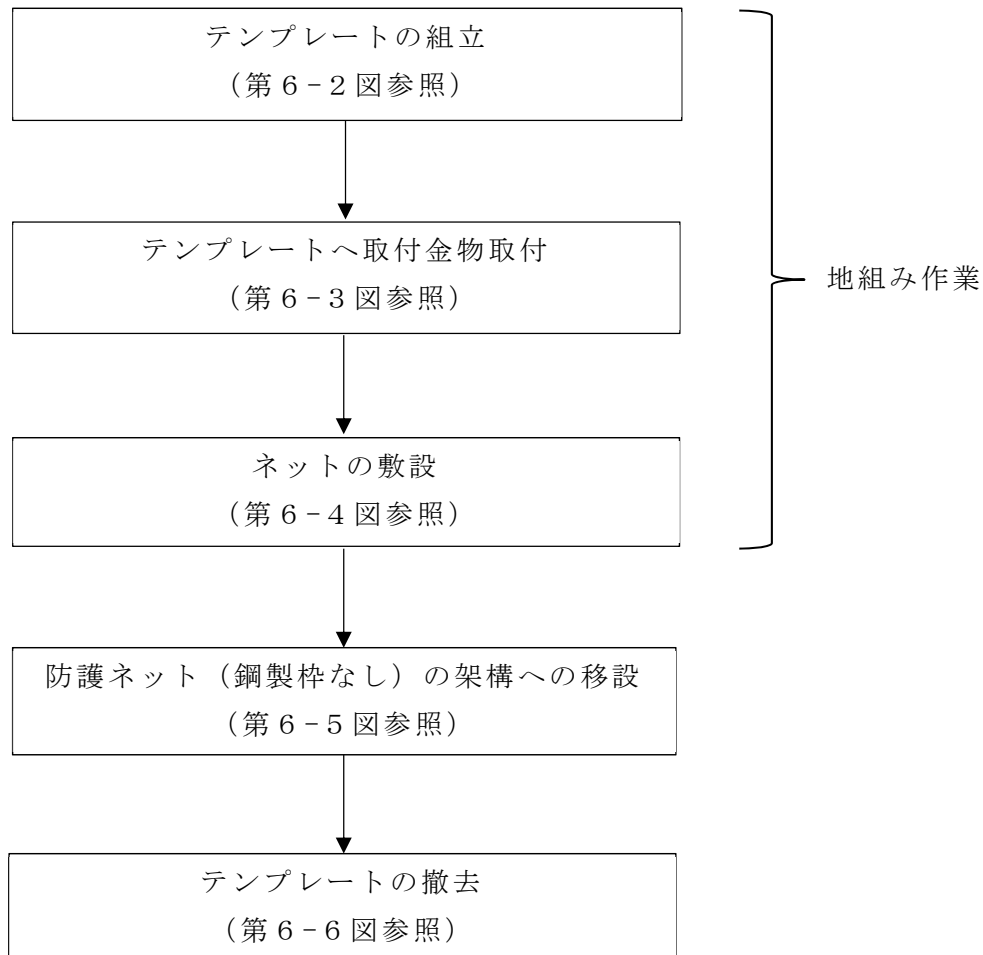 テンプレートの組立
（第６-２図参照）
テンプレートへ取付金物取付
（第６-３図参照）
地組み作業
ネットの敷設
（第６-４図参照）
防護ネット（鋼製枠なし）の架構への移設
（第６-５図参照）
テンプレートの撤去
（第６-６図参照）